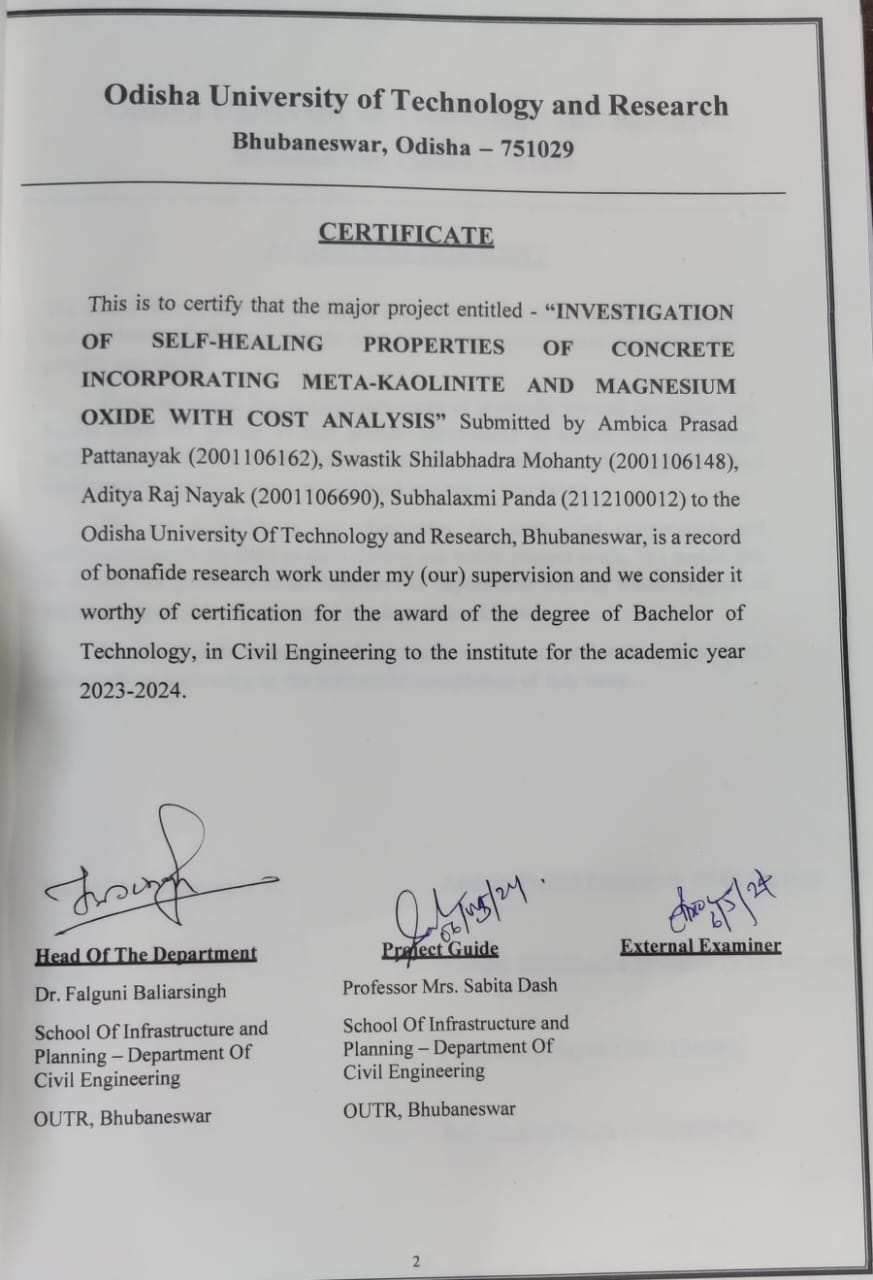 Odisha University of Technology and Research
Bhubaneswar, Odisha – 751029
CERTIFICATE
This is to certify that the major project entitled - “INVESTIGATION
OF SELF-HEALING PROPERTIES OF CONCRETE
INCORPORATING META-KAOLINITE AND MAGNESIUM
OXIDE WITH COST ANALYSIS” Submitted by Ambica Prasad
Pattanayak (2001106162), Swastik Shilabhadra Mohanty (2001106148),
Aditya Raj Nayak (2001106690), Subhalaxmi Panda (2112100012) to the
Odisha University Of Technology and Research, Bhubaneswar, is a record
of bonafide research work under my (our) supervision and we consider it
worthy of certification for the award of the degree of Bachelor of
Technology, in Civil Engineering to the institute for the academic year
2023-2024.
06/05/24
6/5/24
Head Of The Department
Project Guide
External Examiner
Dr. Falguni Baliarsingh
School Of Infrastructure and
Planning – Department Of
Civil Engineering
OUTR, Bhubaneswar
Professor Mrs. Sabita Dash
School Of Infrastructure and
Planning – Department Of
Civil Engineering
OUTR, Bhubaneswar
2